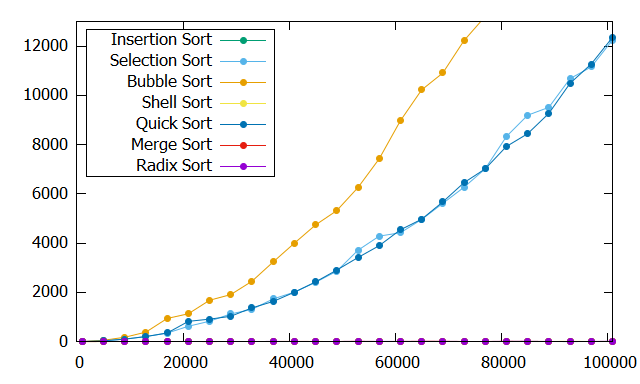 12000
10000
8000
6000
4000
2000
0
Insertion Sort
Selection Sort
Bubble Sort
Shell Sort
Quick Sort
Merge Sort
Radix Sort
0 20000 40000 60000 80000 100000